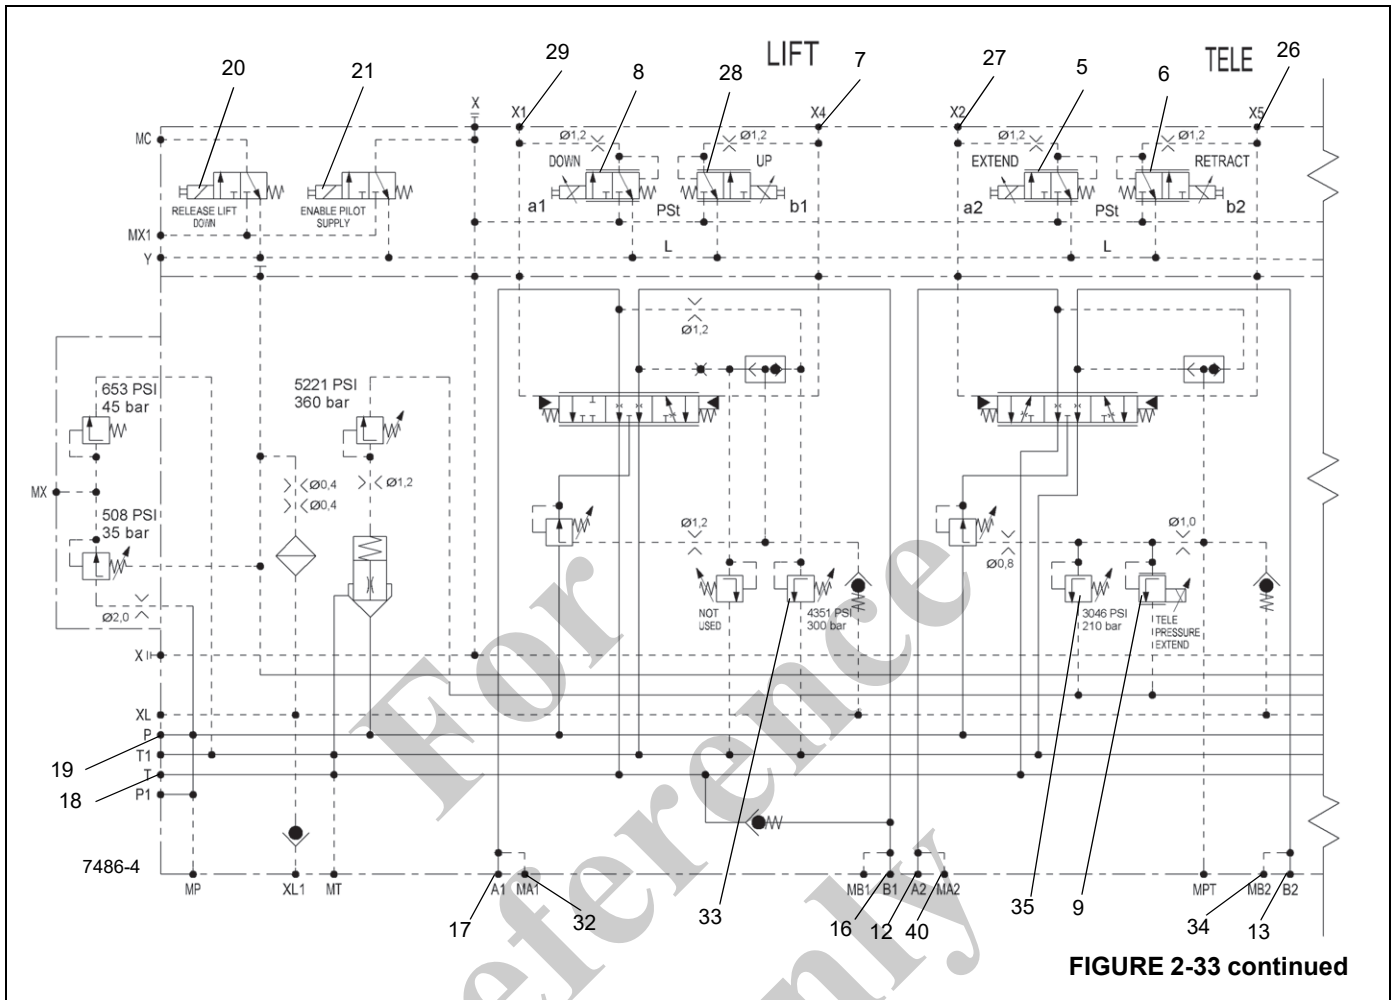 LIFT
TELE
20
21
29
8
28
7
27
5
6
26
X
X1
X4
X2
X5
MC
Ø1,2
Ø1,2
Ø1,2
Ø1,2
DOWN
UP
EXTEND
RETRACT
RELEASE LIFT
DOWN
ENABLE PILOT
SUPPLY
a1
PSt
b1
a2
PSt
b2
MX1
Y
L
L
Ø1,2
653 PSI
45 bar
5221 PSI
360 bar
MX
Ø0,4
Ø0,4
Ø1,2
508 PSI
35 bar
Ø1,2
Ø1,0
Ø0,8
Ø2,0
NOT
USED
4351 PSI
300 bar
3046 PSI
210 bar
TELE
PRESSURE
EXTEND
X
XL
P
T1
T
P1
19
18
7486-4
MP
XL1
MT
A1
MA1
MB1
B1
A2
MA2
MPT
MB2
B2
17
32
33
16
12
40
35
9
34
13
For
Reference
Only
FIGURE 2-33 continued